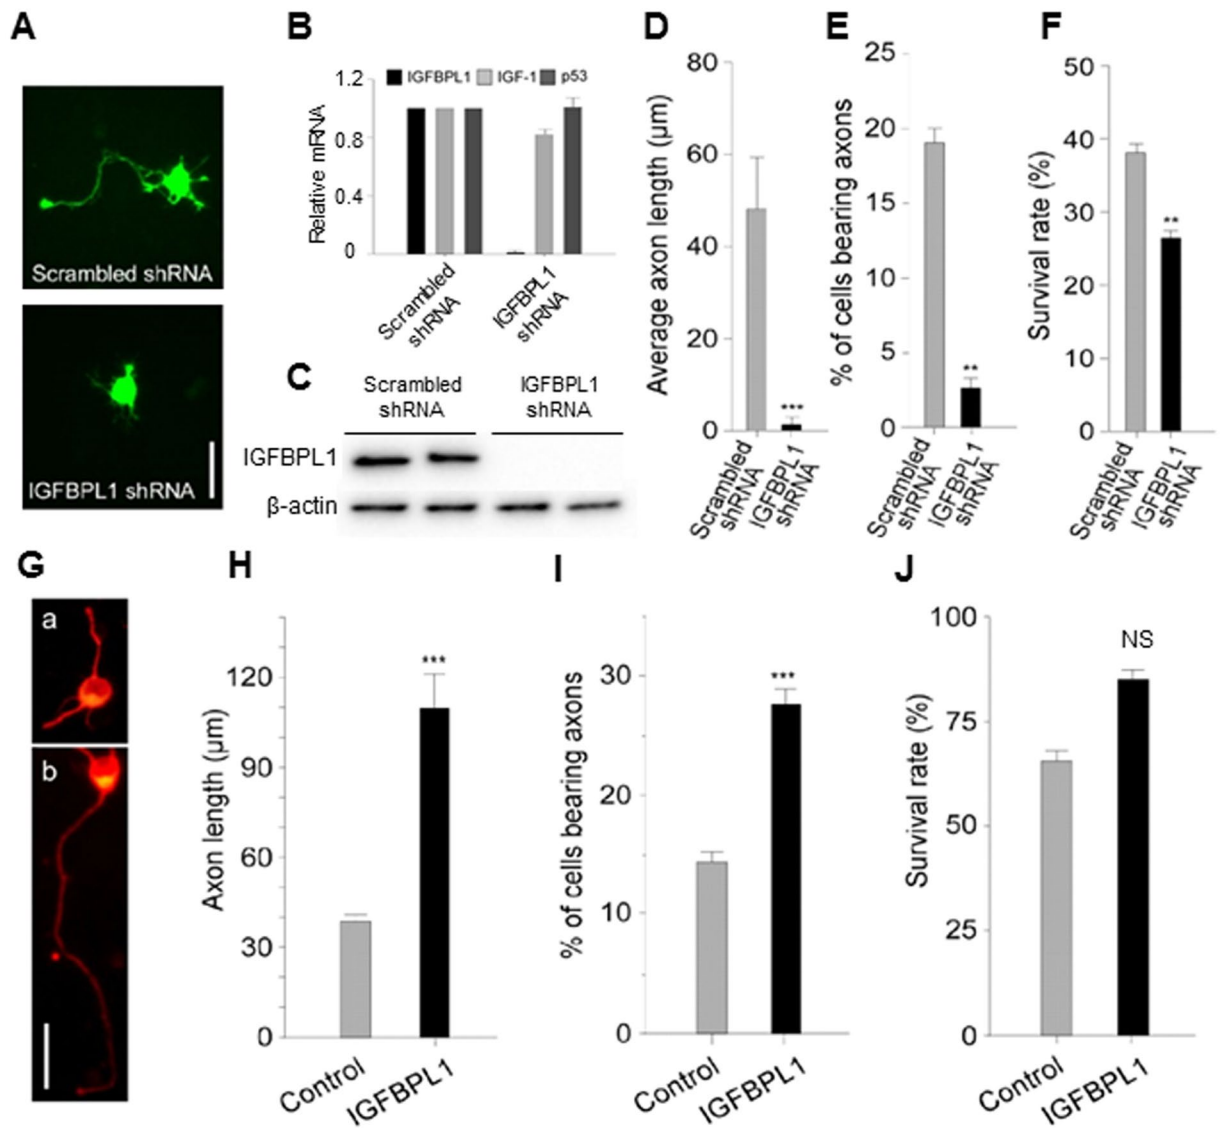 A
Scrambled shRNA
IGFBPL1 shRNA
B
IGFBPL1 IGF-1 p53
Relative mRNA
1.2
0.8
0.4
0
Scrambled
shRNA
IGFBPL1
shRNA
C
Scrambled
shRNA
IGFBPL1
shRNA
IGFBPL1
β-actin
D
Average axon length (μm)
80
60
40
20
0
***
Scrambled
shRNA
IGFBPL1
shRNA
E
% of cells bearing axons
25
20
15
10
5
0
**
Scrambled
shRNA
IGFBPL1
shRNA
F
Survival rate (%)
50
40
30
20
10
0
**
Scrambled
shRNA
IGFBPL1
shRNA
G
a
b
H
Axon length (μm)
120
90
60
30
0
***
Control
IGFBPL1
I
% of cells bearing axons
30
20
10
0
***
Control
IGFBPL1
J
Survival rate (%)
100
75
50
25
0
NS
Control
IGFBPL1